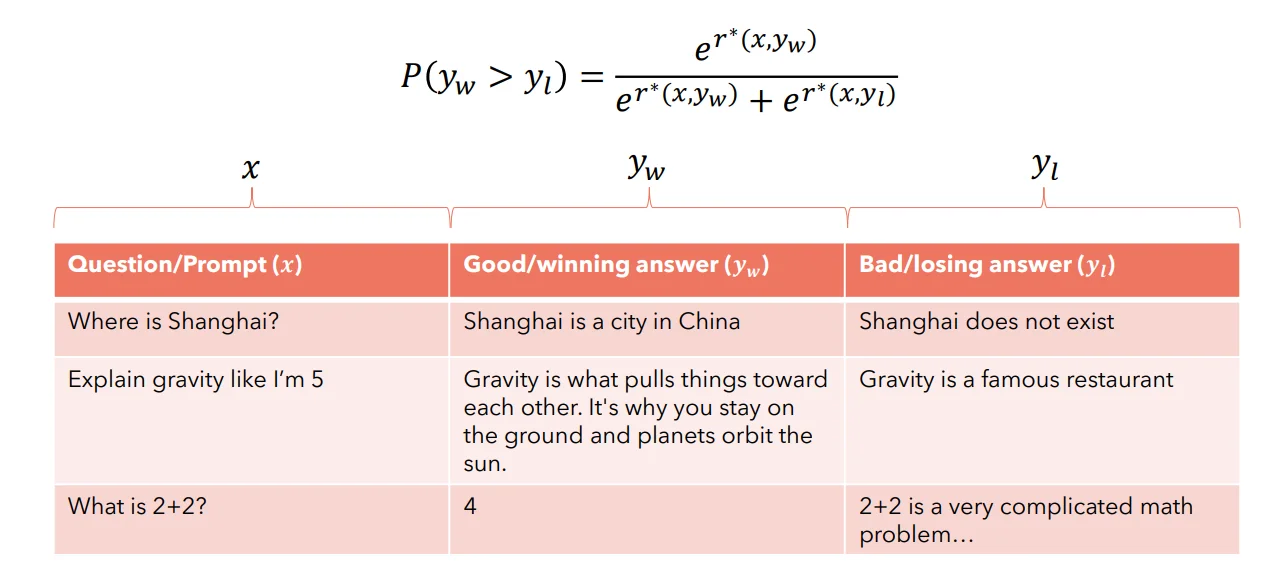 P(y_w > y_l) = e^{r*(x,y_w)} / (e^{r*(x,y_w)} + e^{r*(x,y_l)})
x y_w y_l
Question/Prompt (x) Good/winning answer (y_w) Bad/losing answer (y_l)
Where is Shanghai? Shanghai is a city in China Shanghai does not exist
Explain gravity like I’m 5 Gravity is what pulls things toward Gravity is a famous restaurant
each other. It's why you stay on
the ground and planets orbit the
sun.
What is 2+2? 4 2+2 is a very complicated math
problem…